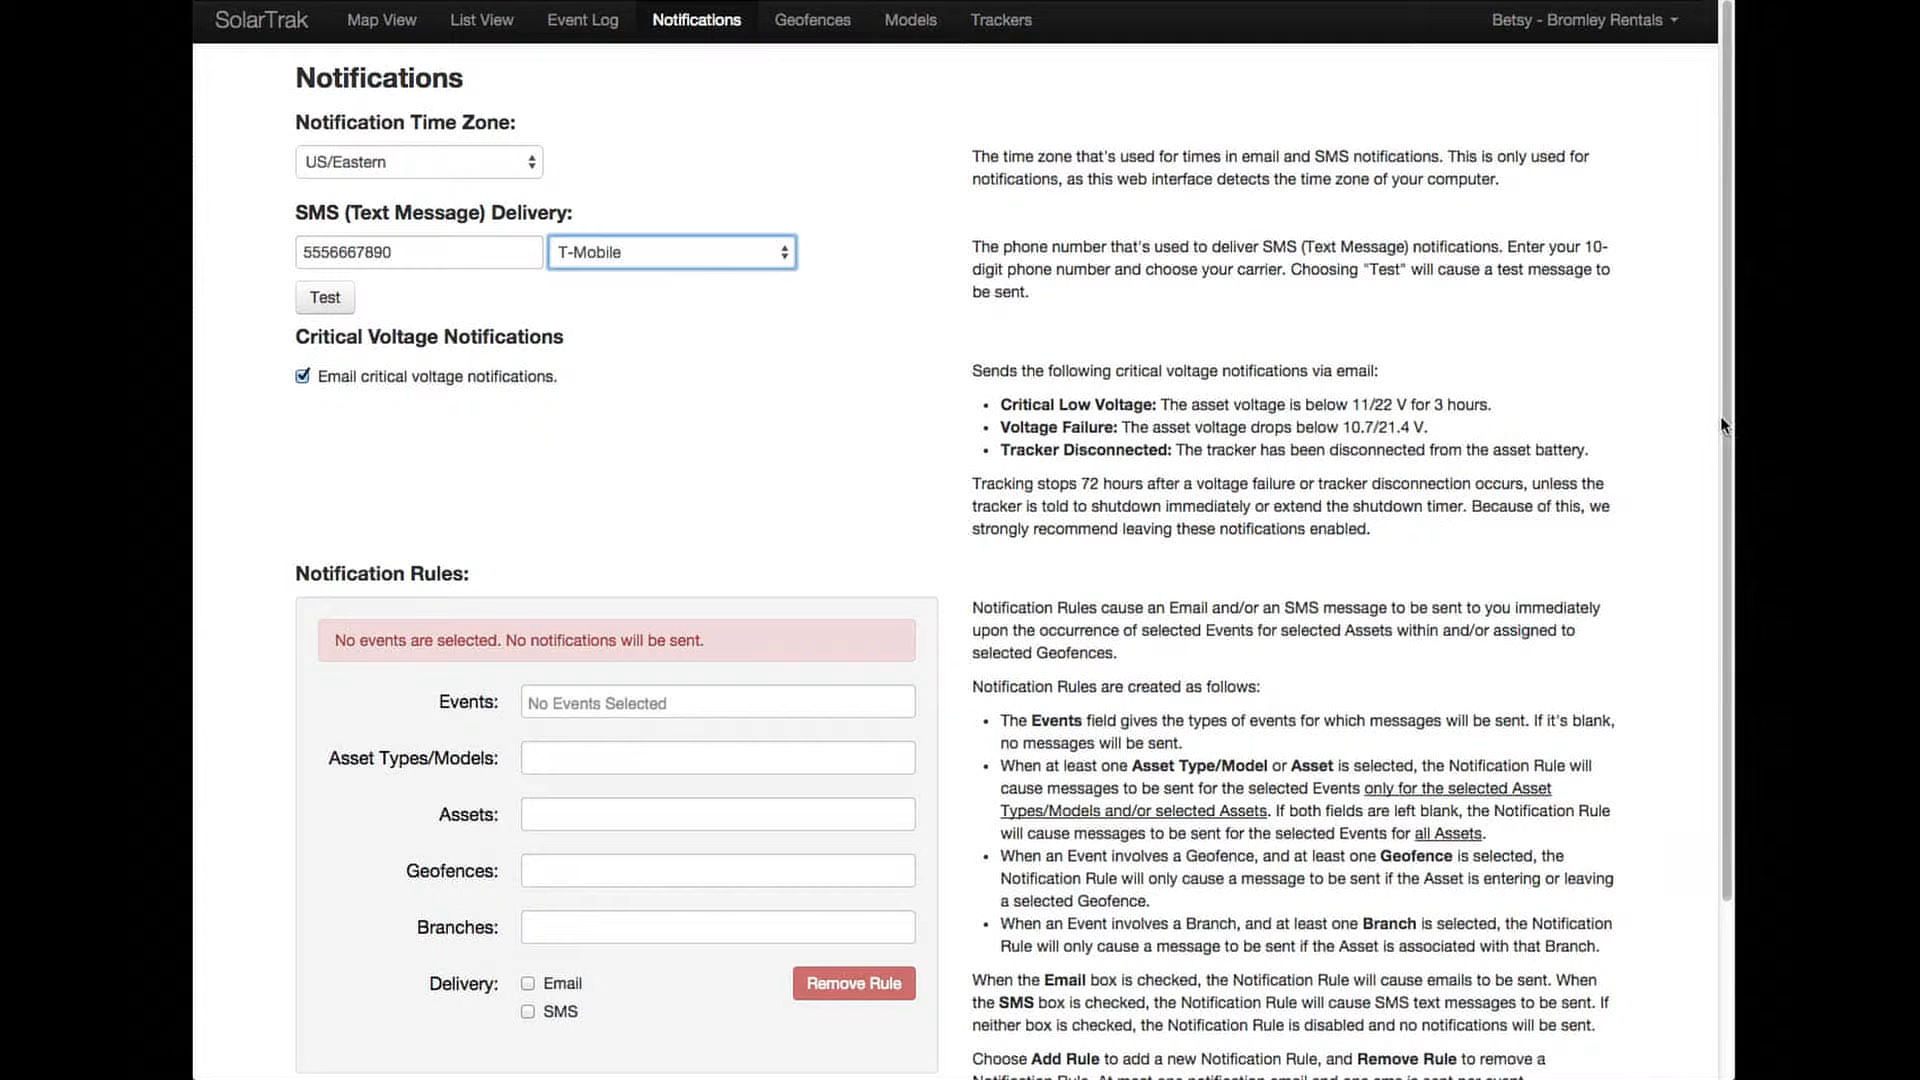 SolarTrak Map View List View Event Log Notifications Geofences Models Trackers Betsy - Bromley Rentals
Notifications
Notification Time Zone:
US/Eastern
The time zone that's used for times in email and SMS notifications. This is only used for
notifications, as this web interface detects the time zone of your computer.
SMS (Text Message) Delivery:
5556667890 T-Mobile
Test
The phone number that's used to deliver SMS (Text Message) notifications. Enter your 10-
digit phone number and choose your carrier. Choosing "Test" will cause a test message to
be sent.
Critical Voltage Notifications
Email critical voltage notifications.
Sends the following critical voltage notifications via email:
• Critical Low Voltage: The asset voltage is below 11/22 V for 3 hours.
• Voltage Failure: The asset voltage drops below 10.7/21.4 V.
• Tracker Disconnected: The tracker has been disconnected from the asset battery.
Tracking stops 72 hours after a voltage failure or tracker disconnection occurs, unless the
tracker is told to shutdown immediately or extend the shutdown timer. Because of this, we
strongly recommend leaving these notifications enabled.
Notification Rules:
No events are selected. No notifications will be sent.
Events: No Events Selected
Asset Types/Models:
Assets:
Geofences:
Branches:
Delivery: Email Remove Rule
SMS
Notification Rules cause an Email and/or an SMS message to be sent to you immediately
upon the occurrence of selected Events for selected Assets within and/or assigned to
selected Geofences.
Notification Rules are created as follows:
• The Events field gives the types of events for which messages will be sent. If it's blank,
no messages will be sent.
• When at least one Asset Type/Model or Asset is selected, the Notification Rule will
cause messages to be sent for the selected Events only for the selected Asset
Types/Models and/or selected Assets. If both fields are left blank, the Notification Rule
will cause messages to be sent for the selected Events for all Assets.
• When an Event involves a Geofence, and at least one Geofence is selected, the
Notification Rule will only cause a message to be sent if the Asset is entering or leaving
a selected Geofence.
• When an Event involves a Branch, and at least one Branch is selected, the Notification
Rule will only cause a message to be sent if the Asset is associated with that Branch.
When the Email box is checked, the Notification Rule will cause emails to be sent. When
the SMS box is checked, the Notification Rule will cause SMS text messages to be sent. If
neither box is checked, the Notification Rule is disabled and no notifications will be sent.
Choose Add Rule to add a new Notification Rule, and Remove Rule to remove a